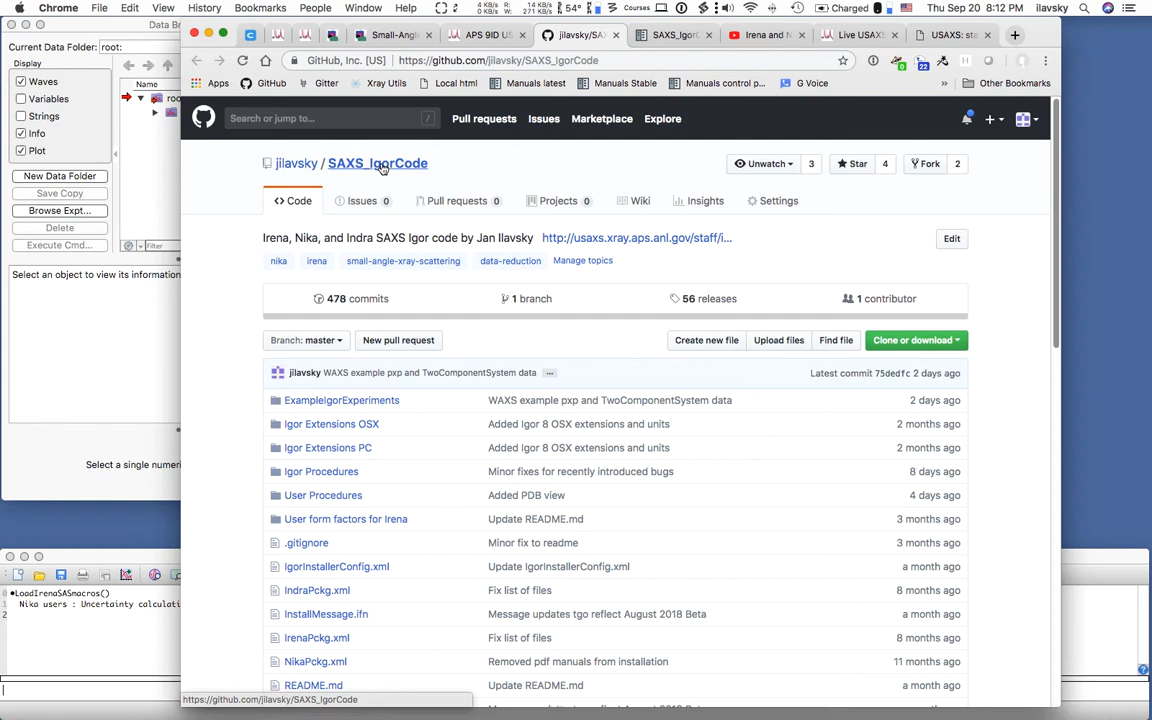 Chrome File Edit View History Bookmarks People Window Help
4 KB/s 0 KB/s R: 14 KB/s W: 271 KB/s 54° Courses Charged Thu Sep 20 8:12 PM ilavsky
Data Br
Current Data Folder: root:
Display
Waves
Variables
Strings
Info
Plot
New Data Folder
Save Copy
Browse Expt...
Delete
Execute Cmd...
Name
roo
Filter
Select an object to view its information
Select a single numeri
•LoadIrenaSASmacros()
Nika users : Uncertainty calculati
Small-Angl × APS 9ID US × jilavsky/SA × SAXS_Igor × Irena and N × Live USAXS × USAXS: sta ×
GitHub, Inc. [US] https://github.com/jilavsky/SAXS_IgorCode
Apps GitHub Gitter Xray Utils Local html Manuals latest Manuals Stable Manuals control p... G Voice » Other Bookmarks
Search or jump to... / Pull requests Issues Marketplace Explore
jilavsky / SAXS_IgorCode Unwatch 3 Star 4 Fork 2
Code Issues 0 Pull requests 0 Projects 0 Wiki Insights Settings
Irena, Nika, and Indra SAXS Igor code by Jan Ilavsky http://usaxs.xray.aps.anl.gov/staff/i... Edit
nika irena small-angle-xray-scattering data-reduction Manage topics
478 commits 1 branch 56 releases 1 contributor
Branch: master New pull request Create new file Upload files Find file Clone or download
jilavsky WAXS example pxp and TwoComponentSystem data ... Latest commit 75dedfc 2 days ago
ExampleIgorExperiments WAXS example pxp and TwoComponentSystem data 2 days ago
Igor Extensions OSX Added Igor 8 OSX extensions and units 2 months ago
Igor Extensions PC Added Igor 8 OSX extensions and units 2 months ago
Igor Procedures Minor fixes for recently introduced bugs 8 days ago
User Procedures Added PDB view 4 days ago
User form factors for Irena Update README.md 3 months ago
.gitignore Minor fix to readme 3 months ago
IgorInstallerConfig.xml Update IgorInstallerConfig.xml a month ago
IndraPckg.xml Fix list of files 8 months ago
InstallMessage.ifn Message updates tgo reflect August 2018 Beta a month ago
IrenaPckg.xml Fix list of files 8 months ago
NikaPckg.xml Removed pdf manuals from installation 11 months ago
README.md Update README.md a month ago
https://github.com/jilavsky/SAXS_IgorCode